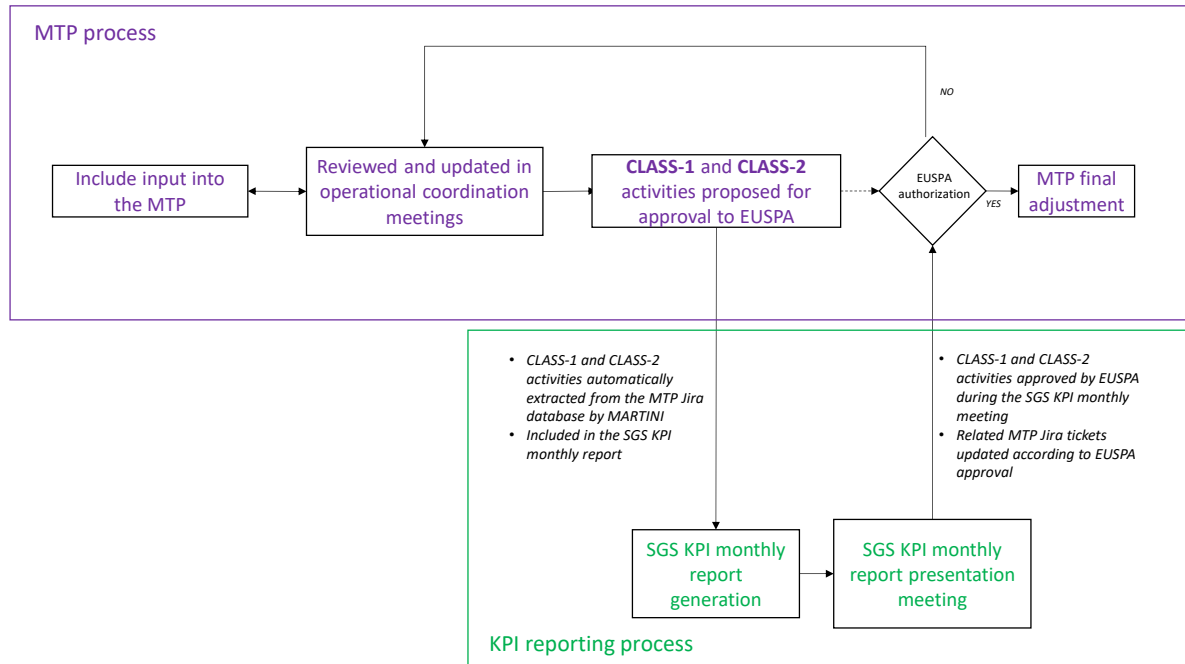 MTP process
NO
Include input into
the MTP
Reviewed and updated in
operational coordination
meetings
CLASS-1 and CLASS-2
activities proposed for
approval to EUSPA
EUSPA
authorization
YES
MTP final
adjustment
• CLASS-1 and CLASS-2
activities automatically
extracted from the MTP Jira
database by MARTINI
• Included in the SGS KPI
monthly report
• CLASS-1 and CLASS-2
activities approved by EUSPA
during the SGS KPI monthly
meeting
• Related MTP Jira tickets
updated according to EUSPA
approval
SGS KPI monthly
report
generation
SGS KPI monthly
report presentation
meeting
KPI reporting process